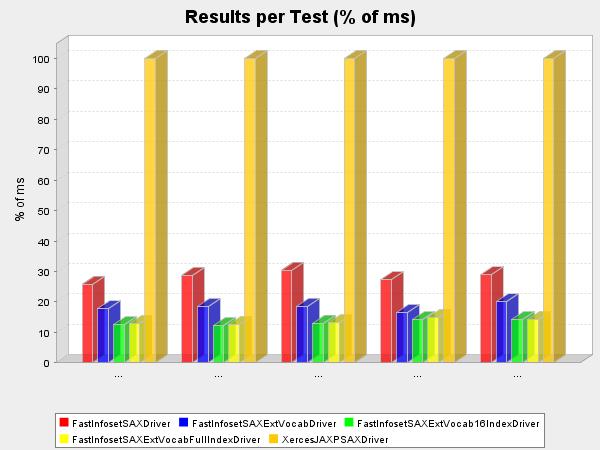 Results per Test (% of ms)
100
90
80
70
60
50
40
30
20
10
0
% of ms
... ... ... ... ...
FastInfosetSAXDriver FastInfosetSAXExtVocabDriver FastInfosetSAXExtVocab16IndexDriver
FastInfosetSAXExtVocabFullIndexDriver XercesJAXPSAXDriver